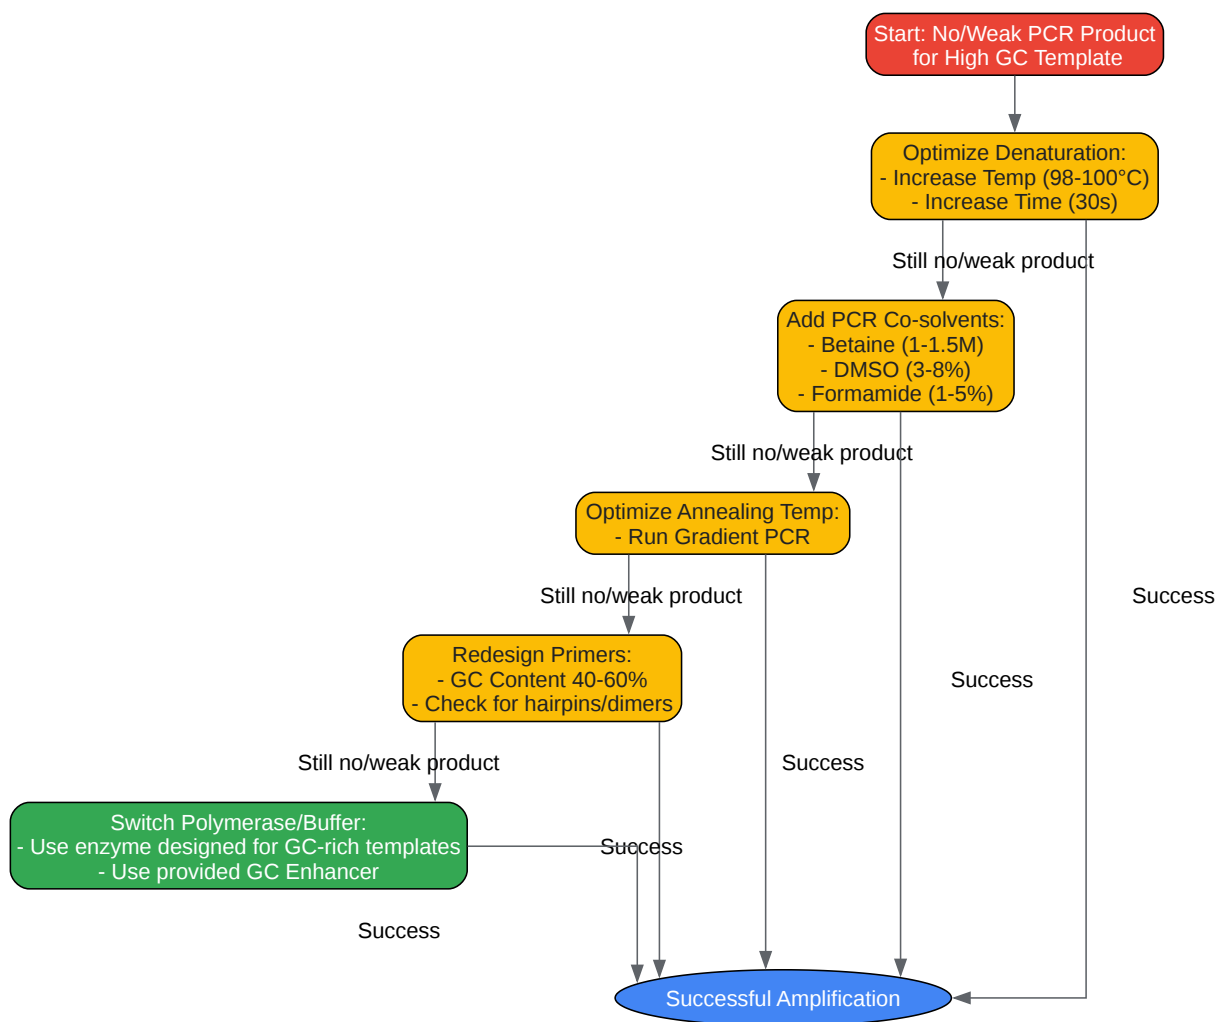 Start: No/Weak PCR Product
for High GC Template
Optimize Denaturation:
- Increase Temp (98-100°C)
- Increase Time (30s)
Still no/weak product
Add PCR Co-solvents:
- Betaine (1-1.5M)
- DMSO (3-8%)
- Formamide (1-5%)
Still no/weak product
Optimize Annealing Temp:
- Run Gradient PCR
Still no/weak product
Success
Redesign Primers:
- GC Content 40-60%
- Check for hairpins/dimers
Success
Still no/weak product
Success
Switch Polymerase/Buffer:
- Use enzyme designed for GC-rich templates
- Use provided GC Enhancer
Success
Success
Successful Amplification